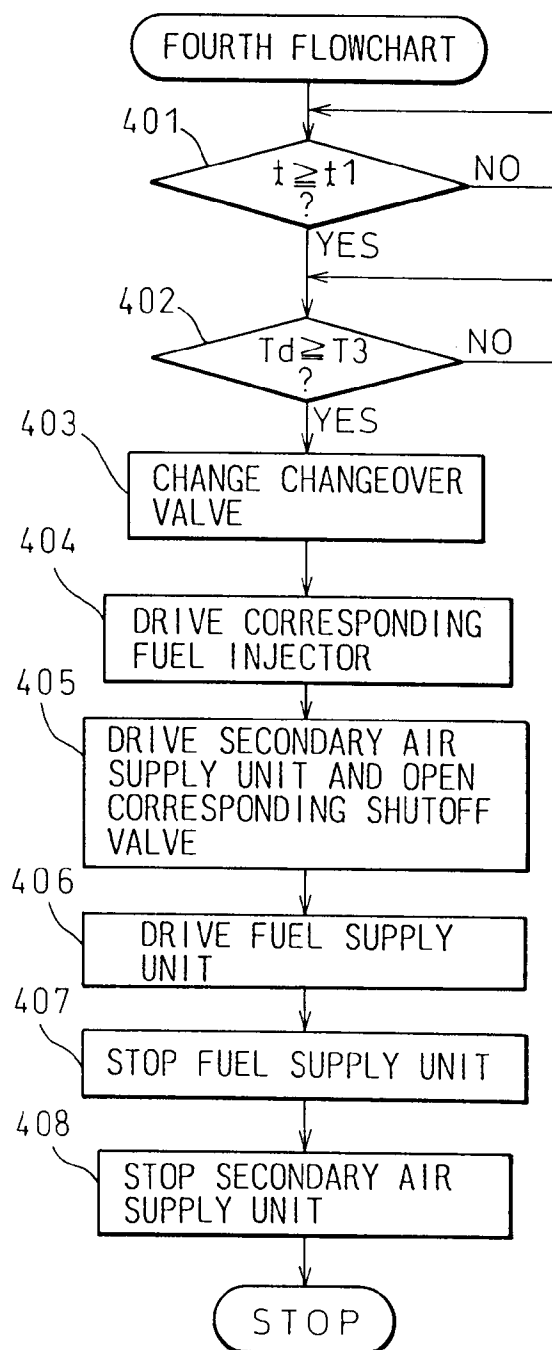 FOURTH FLOWCHART
401
t ≧ t1
?
NO
YES
402
Td ≧ T3
?
NO
YES
403
CHANGE CHANGEOVER
VALVE
404
DRIVE CORRESPONDING
FUEL INJECTOR
405
DRIVE SECONDARY AIR
SUPPLY UNIT AND OPEN
CORRESPONDING SHUTOFF
VALVE
406
DRIVE FUEL SUPPLY
UNIT
407
STOP FUEL SUPPLY UNIT
408
STOP SECONDARY AIR
SUPPLY UNIT
STOP